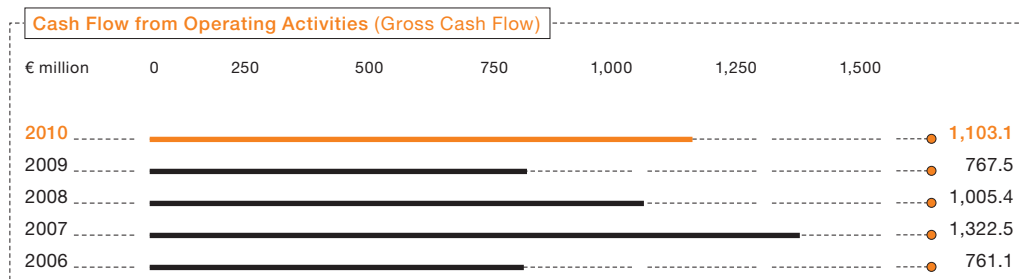 Cash Flow from Operating Activities (Gross Cash Flow)
€ million 0 250 500 750 1,000 1,250 1,500
2010 1,103.1
2009 767.5
2008 1,005.4
2007 1,322.5
2006 761.1